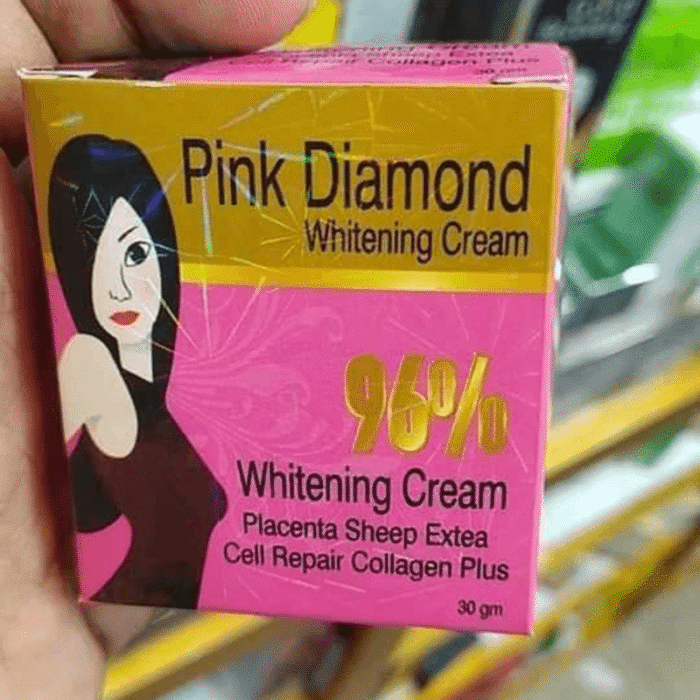 Pink Diamond
Whitening Cream
96%
Whitening Cream
Placenta Sheep Extea
Cell Repair Collagen Plus
30 gm